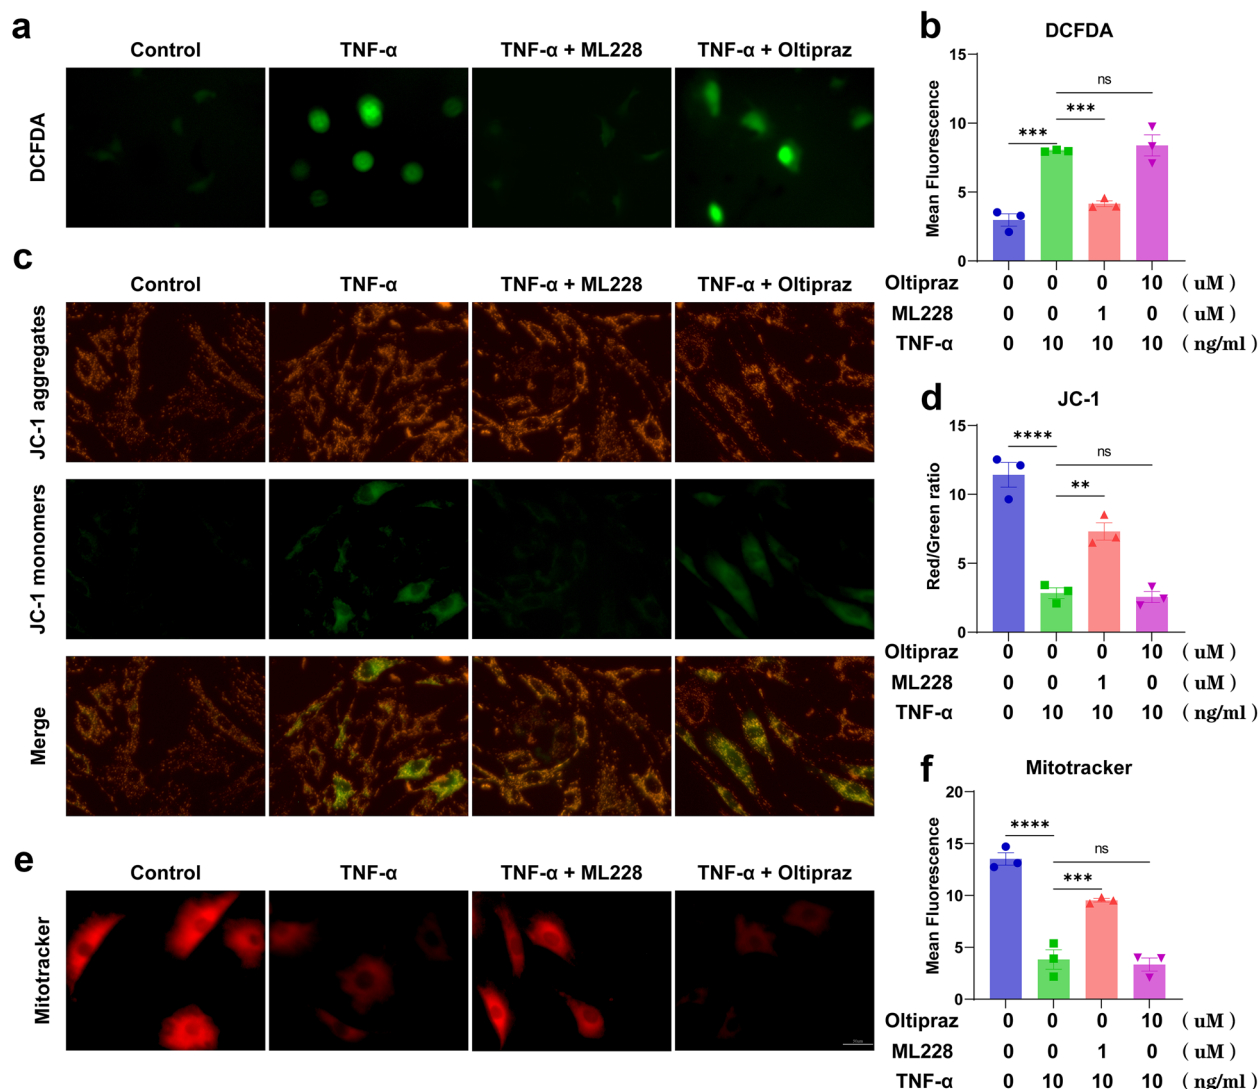 a
Control TNF-α TNF-α + ML228 TNF-α + Oltipraz
DCFDA
b
DCFDA
Mean Fluorescence
15
10
5
0
ns
***
***
Oltipraz 0 0 0 10 ( uM )
ML228 0 0 1 0 ( uM )
TNF-α 0 10 10 10 ( ng/ml )
c
Control TNF-α TNF-α + ML228 TNF-α + Oltipraz
JC-1 aggregates
JC-1 monomers
Merge
d
JC-1
Red/Green ratio
15
10
5
0
****
ns
**
Oltipraz 0 0 0 10 ( uM )
ML228 0 0 1 0 ( uM )
TNF-α 0 10 10 10 ( ng/ml )
e
Control TNF-α TNF-α + ML228 TNF-α + Oltipraz
Mitotracker
f
Mitotracker
Mean Fluorescence
20
15
10
5
0
****
ns
***
Oltipraz 0 0 0 10 ( uM )
ML228 0 0 1 0 ( uM )
TNF-α 0 10 10 10 ( ng/ml )